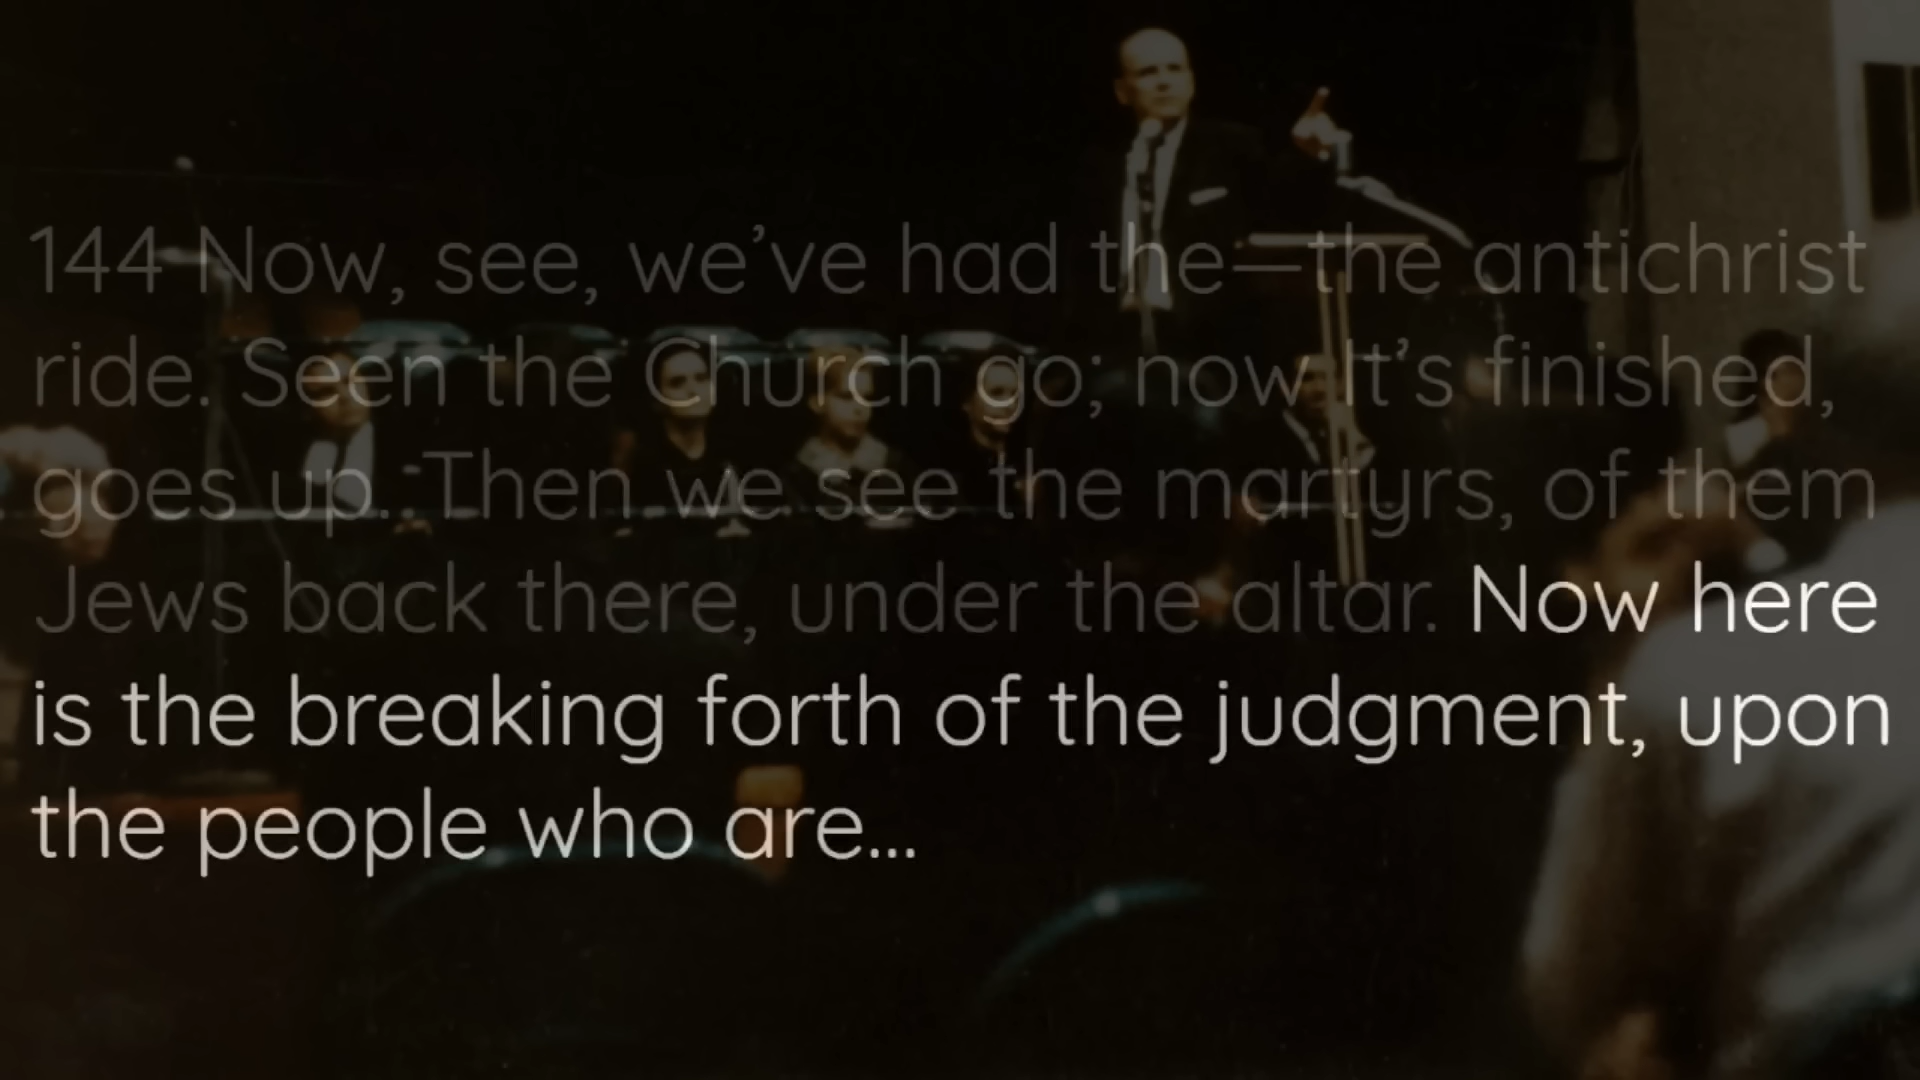 144 Now, see, we’ve had the—the antichrist
ride. Seen the Church go; now It’s finished,
goes up. Then we see the martyrs, of them
Jews back there, under the altar. Now here
is the breaking forth of the judgment, upon
the people who are...